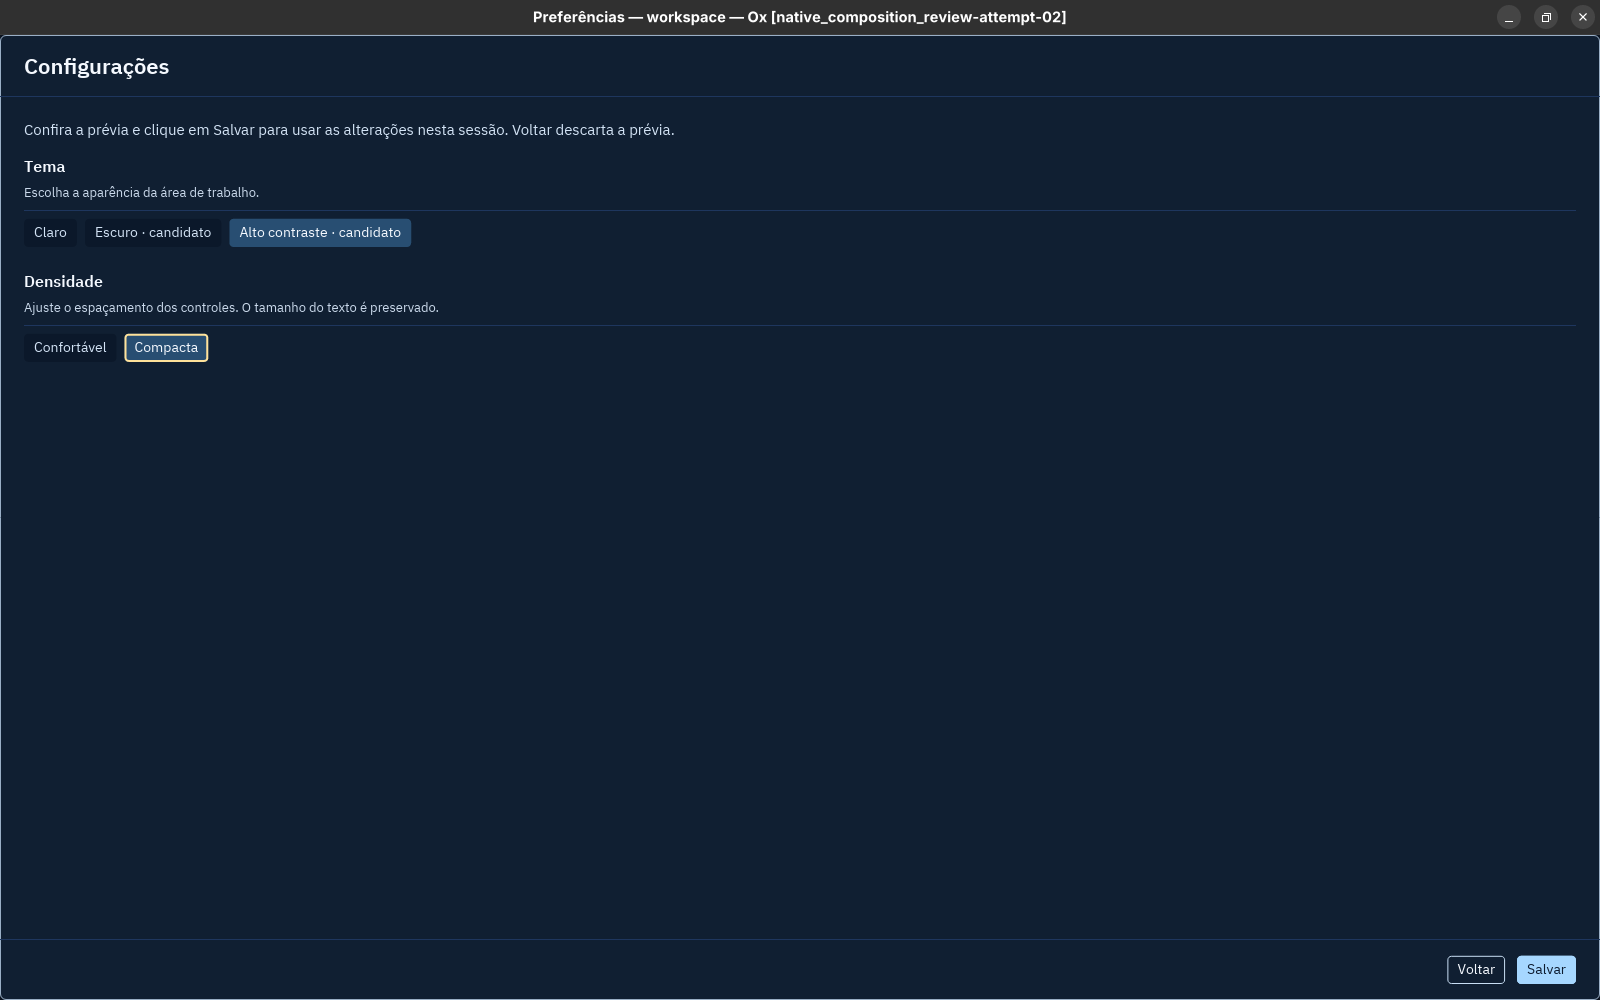 Preferências — workspace — Ox [native_composition_review-attempt-02]
Configurações
Confira a prévia e clique em Salvar para usar as alterações nesta sessão. Voltar descarta a prévia.
Tema
Escolha a aparência da área de trabalho.
Claro Escuro · candidato Alto contraste · candidato
Densidade
Ajuste o espaçamento dos controles. O tamanho do texto é preservado.
Confortável Compacta
Voltar Salvar